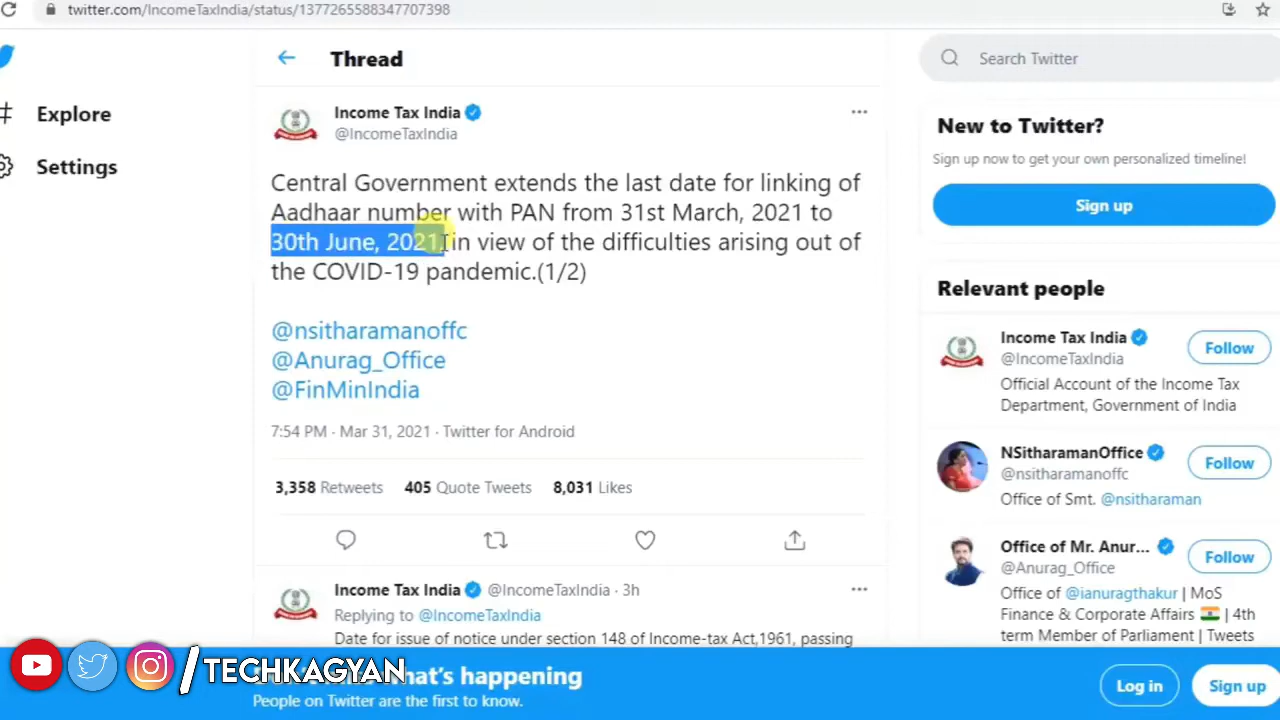 twitter.com/IncomeTaxIndia/status/1377265588347707398
Explore
Settings
Thread
Income Tax India
@IncomeTaxIndia
Central Government extends the last date for linking of
Aadhaar number with PAN from 31st March, 2021 to
30th June, 2021, in view of the difficulties arising out of
the COVID-19 pandemic.(1/2)
@nsitharamanoffc
@Anurag_Office
@FinMinIndia
7:54 PM · Mar 31, 2021 · Twitter for Android
3,358 Retweets 405 Quote Tweets 8,031 Likes
Income Tax India @IncomeTaxIndia · 3h
Replying to @IncomeTaxIndia
Date for issue of notice under section 148 of Income-tax Act,1961, passing
Search Twitter
New to Twitter?
Sign up now to get your own personalized timeline!
Sign up
Relevant people
Income Tax India
@IncomeTaxIndia
Follow
Official Account of the Income Tax
Department, Government of India
NSitharamanOffice
@nsitharamanoffc
Follow
Office of Smt. @nsitharaman
Office of Mr. Anur...
@Anurag_Office
Follow
Office of @ianuragthakur | MoS
Finance & Corporate Affairs 🇮🇳 | 4th
term Member of Parliament | Tweets
/TECHKAGYAN
what's happening
People on Twitter are the first to know.
Log in
Sign up